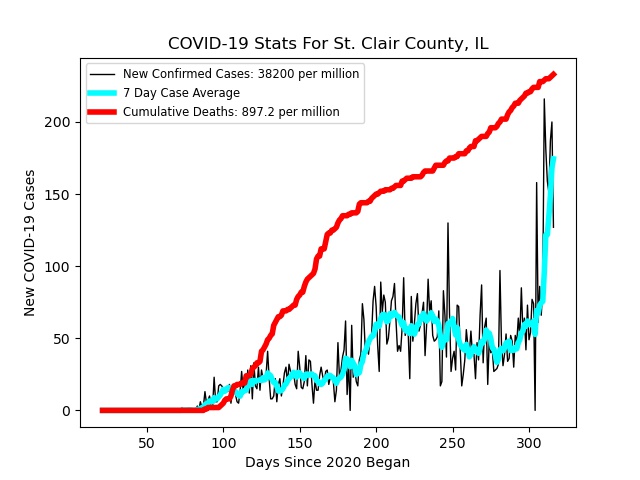 COVID-19 Stats For St. Clair County, IL
New Confirmed Cases: 38200 per million
7 Day Case Average
Cumulative Deaths: 897.2 per million
New COVID-19 Cases
200
150
100
50
0
50 100 150 200 250 300
Days Since 2020 Began